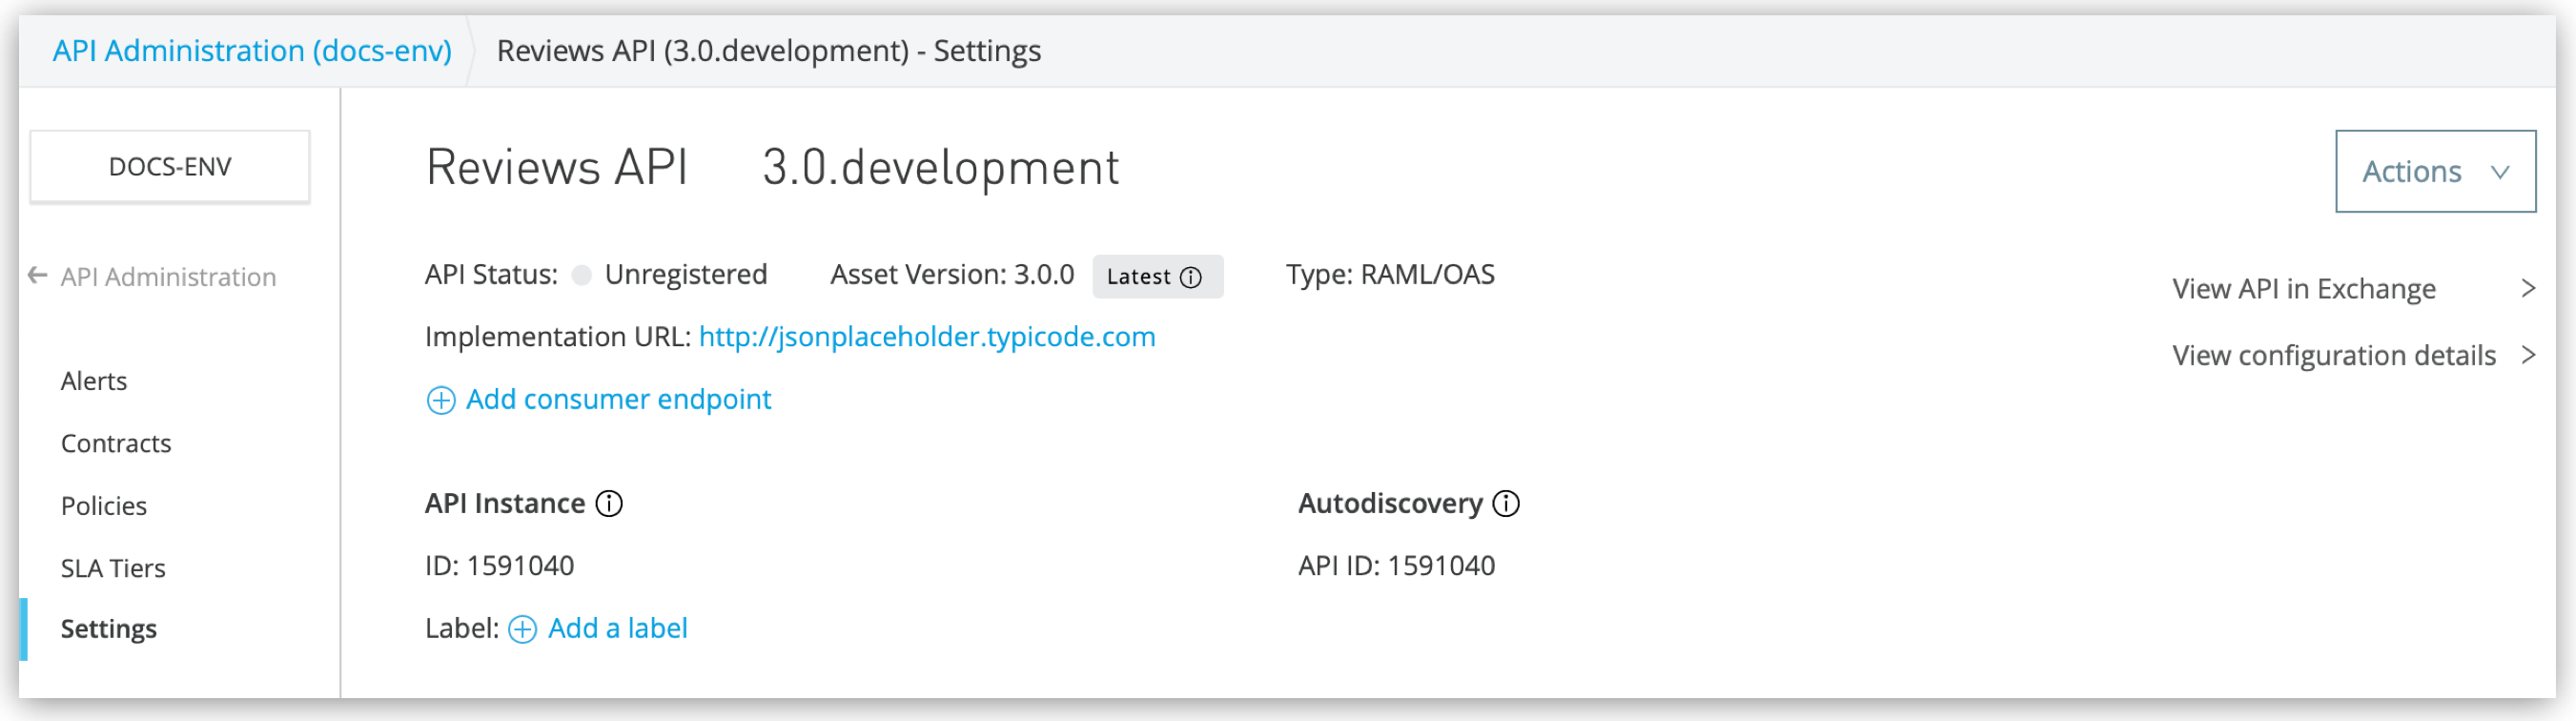 API Administration (docs-env) Reviews API (3.0.development) - Settings
DOCS-ENV
API Administration
Alerts
Contracts
Policies
SLA Tiers
Settings
Reviews API 3.0.development
Actions
API Status: Unregistered Asset Version: 3.0.0 Latest Type: RAML/OAS
Implementation URL: http://jsonplaceholder.typicode.com
Add consumer endpoint
View API in Exchange
View configuration details
API Instance
ID: 1591040
Label: Add a label
Autodiscovery
API ID: 1591040